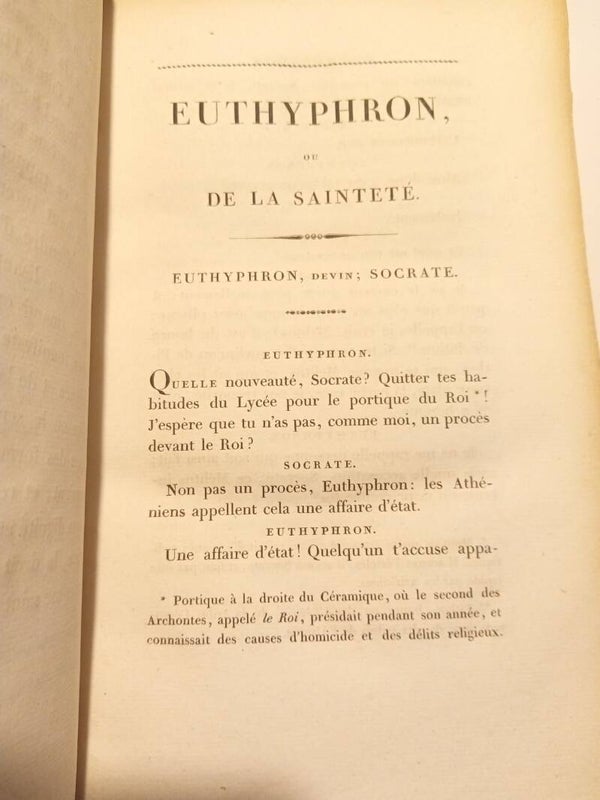 EUTHYPHRON,
OU
DE LA SAINTETÉ.
EUTHYPHRON, DEVIN; SOCRATE.
EUTHYPHRON.
QUELLE nouveauté, Socrate? Quitter tes ha-
bitudes du Lycée pour le portique du Roi * !
J'espère que tu n'as pas, comme moi, un procès
devant le Roi?
SOCRATE.
Non pas un procès, Euthyphron: les Athé-
niens appellent cela une affaire d'état.
EUTHYPHRON.
Une affaire d'état! Quelqu'un t'accuse appa-
* Portique à la droite du Céramique, où le second des
Archontes, appelé le Roi, présidait pendant son année, et
connaissait des causes d'homicide et des délits religieux.